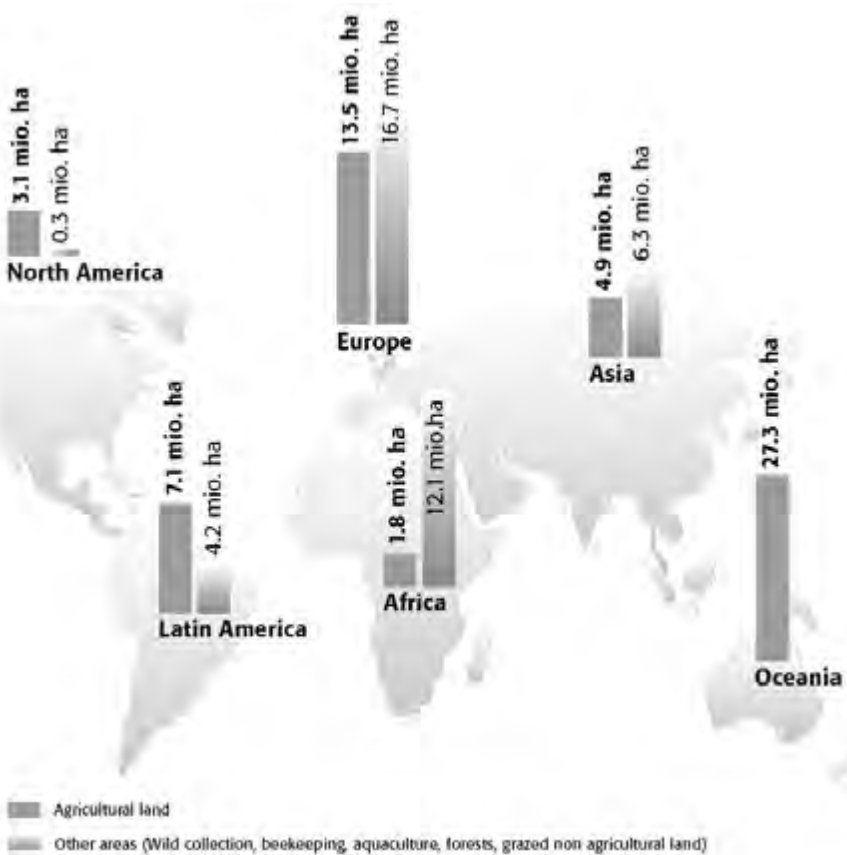 3.1 mio. ha
0.3 mio. ha
North America
13.5 mio. ha
16.7 mio. ha
Europe
4.9 mio. ha
6.3 mio. ha
Asia
7.1 mio. ha
4.2 mio. ha
Latin America
1.8 mio. ha
12.1 mio.ha
Africa
27.3 mio. ha
Oceania
Agricultural land
Other areas (Wild collection, beekeeping, aquaculture, forests, grazed non agricultural land)